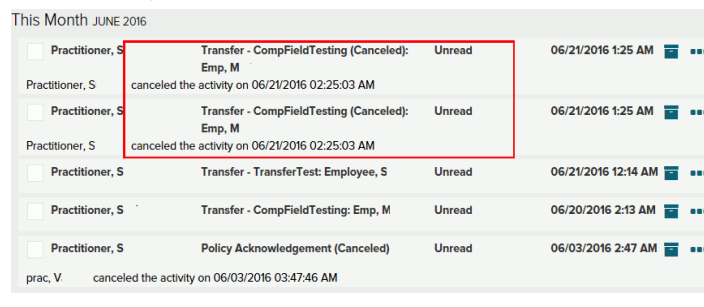 This Month JUNE 2016
Practitioner, S Transfer - CompFieldTesting (Canceled): Unread 06/21/2016 1:25 AM
Emp, M
Practitioner, S canceled the activity on 06/21/2016 02:25:03 AM
Practitioner, S Transfer - CompFieldTesting (Canceled): Unread 06/21/2016 1:25 AM
Emp, M
Practitioner, S canceled the activity on 06/21/2016 02:25:03 AM
Practitioner, S Transfer - TransferTest: Employee, S Unread 06/21/2016 12:14 AM
Practitioner, S Transfer - CompFieldTesting: Emp, M Unread 06/20/2016 2:13 AM
Practitioner, S Policy Acknowledgement (Canceled) Unread 06/03/2016 2:47 AM
prac, V canceled the activity on 06/03/2016 03:47:46 AM